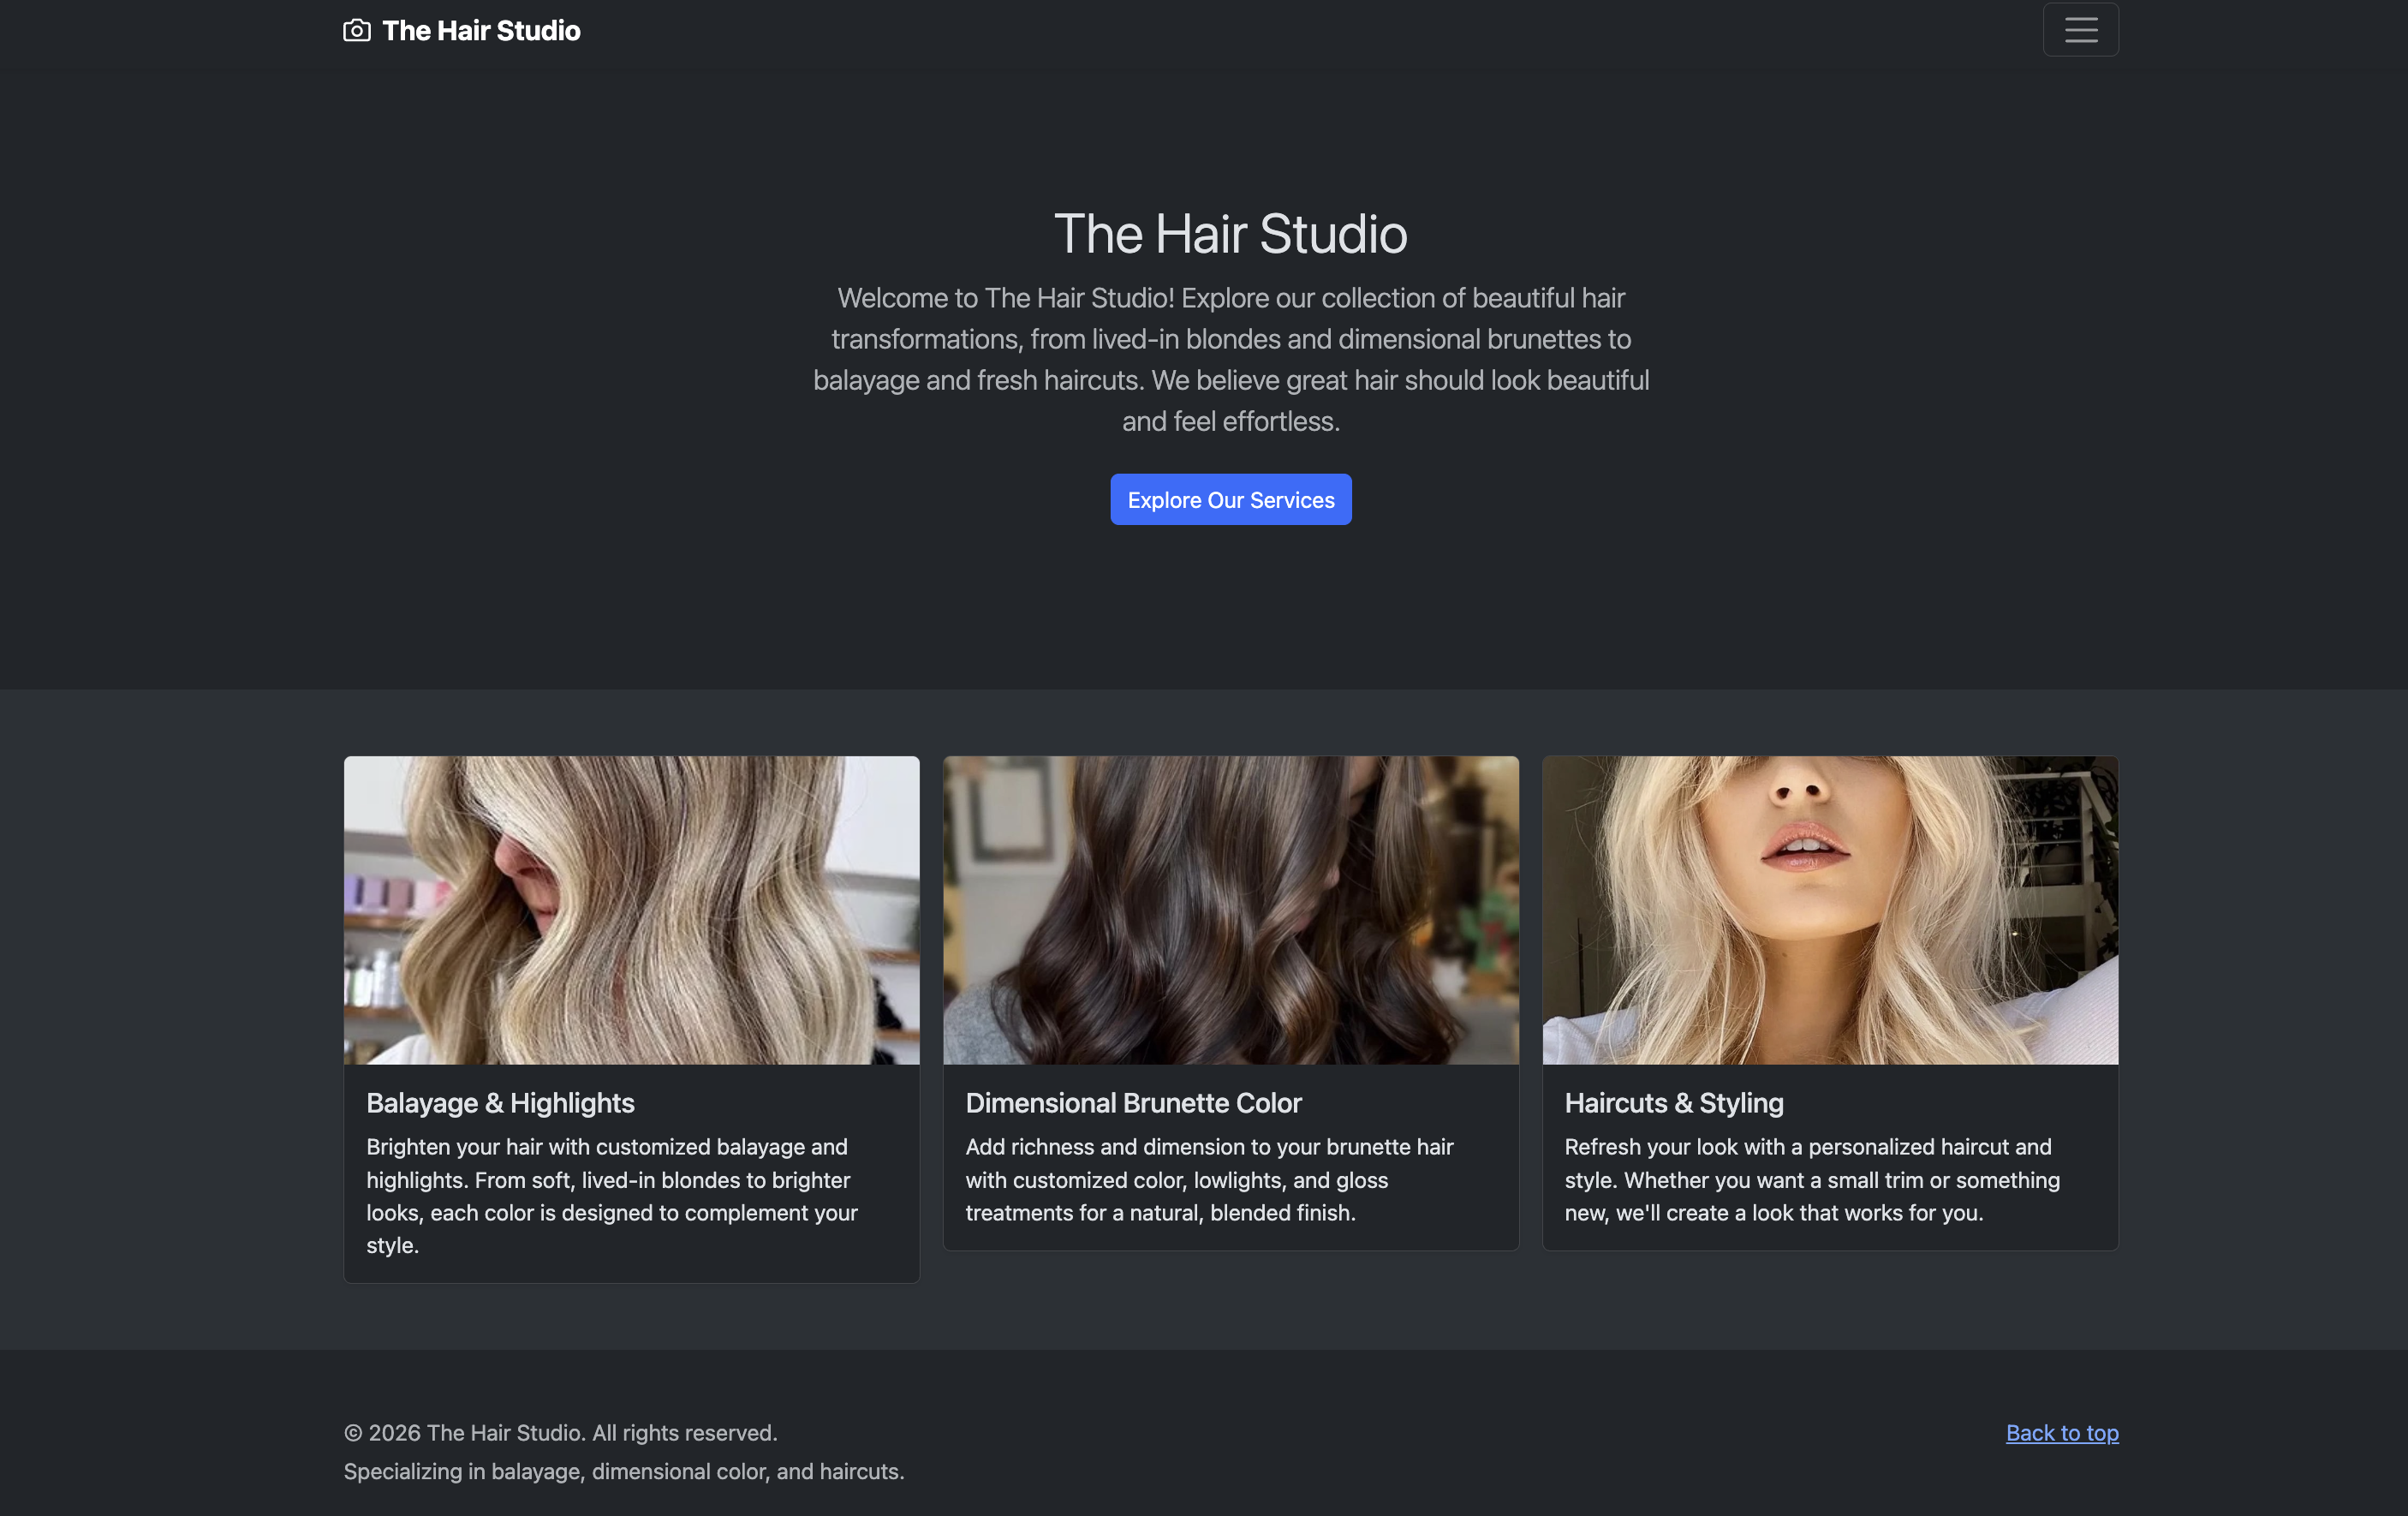 The Hair Studio
The Hair Studio
Welcome to The Hair Studio! Explore our collection of beautiful hair
transformations, from lived-in blondes and dimensional brunettes to
balayage and fresh haircuts. We believe great hair should look beautiful
and feel effortless.
Explore Our Services
Balayage & Highlights
Brighten your hair with customized balayage and
highlights. From soft, lived-in blondes to brighter
looks, each color is designed to complement your
style.
Dimensional Brunette Color
Add richness and dimension to your brunette hair
with customized color, lowlights, and gloss
treatments for a natural, blended finish.
Haircuts & Styling
Refresh your look with a personalized haircut and
style. Whether you want a small trim or something
new, we'll create a look that works for you.
© 2026 The Hair Studio. All rights reserved.
Back to top
Specializing in balayage, dimensional color, and haircuts.